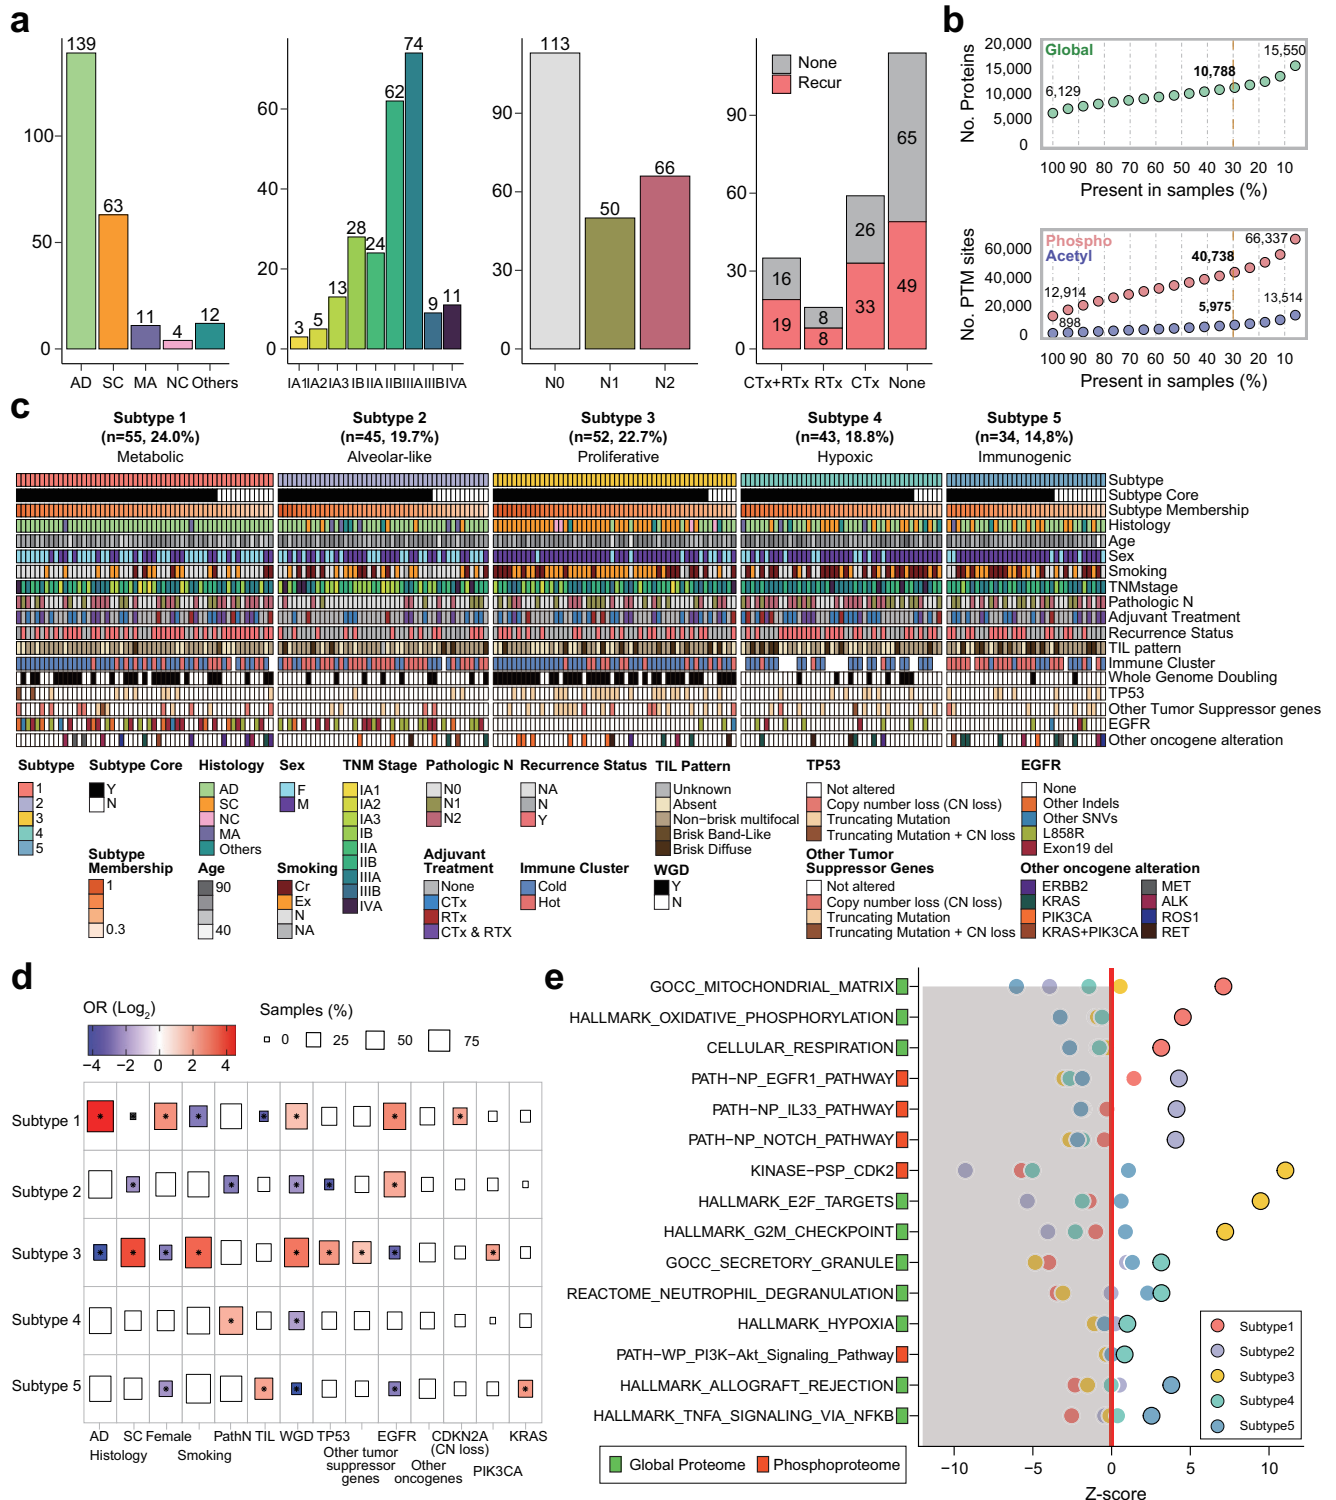 a
139
63
11
4
12
100
50
0
AD SC MA NC Others
3
5
13
28
24
62
74
9
11
60
40
20
0
IA1 IA2 IA3 IB IIA IIB IIIA IIIB IVA
113
50
66
90
60
30
0
N0 N1 N2
None
Recur
90
60
30
0
16
19
8
8
26
33
65
49
CTx+RTx RTx CTx None
b
No. Proteins
20,000
15,000
10,000
5,000
0
Global
6,129
10,788
15,550
100 90 80 70 60 50 40 30 20 10
Present in samples (%)
No. PTM sites
60,000
40,000
20,000
0
Phospho
Acetyl
12,914
40,738
66,337
898
5,975
13,514
100 90 80 70 60 50 40 30 20 10
Present in samples (%)
c
Subtype 1
(n=55, 24.0%)
Metabolic
Subtype 2
(n=45, 19.7%)
Alveolar-like
Subtype 3
(n=52, 22.7%)
Proliferative
Subtype 4
(n=43, 18.8%)
Hypoxic
Subtype 5
(n=34, 14,8%)
Immunogenic
Subtype
Subtype Core
Subtype Membership
Histology
Age
Sex
Smoking
TNMstage
Pathologic N
Adjuvant Treatment
Recurrence Status
TIL pattern
Immune Cluster
Whole Genome Doubling
TP53
Other Tumor Suppressor genes
EGFR
Other oncogene alteration
Subtype
1
2
3
4
5
Subtype Core
Y
N
Subtype
Membership
1
0.3
Histology
AD
SC
NC
MA
Others
Age
90
40
Sex
F
M
Smoking
Cr
Ex
N
NA
TNM Stage
IA1
IA2
IA3
IB
IIA
IIB
IIIA
IIIB
IVA
Pathologic N
N0
N1
N2
Adjuvant
Treatment
None
CTx
RTx
CTx & RTX
Recurrence Status
NA
N
Y
Immune Cluster
Cold
Hot
TIL Pattern
Unknown
Absent
Non-brisk multifocal
Brisk Band-Like
Brisk Diffuse
WGD
Y
N
TP53
Not altered
Copy number loss (CN loss)
Truncating Mutation
Truncating Mutation + CN loss
Other Tumor
Suppressor Genes
Not altered
Copy number loss (CN loss)
Truncating Mutation
Truncating Mutation + CN loss
EGFR
None
Other Indels
Other SNVs
L858R
Exon19 del
Other oncogene alteration
ERBB2
KRAS
PIK3CA
KRAS+PIK3CA
MET
ALK
ROS1
RET
d
OR (Log2)
−4 −2 0 2 4
Samples (%)
0 25 50 75
Subtype 1
Subtype 2
Subtype 3
Subtype 4
Subtype 5
AD SC Female PathN TIL WGD TP53 EGFR CDKN2A KRAS
Histology
Smoking
Other tumor
suppressor
genes
Other
oncogenes
(CN loss)
PIK3CA
e
GOCC_MITOCHONDRIAL_MATRIX
HALLMARK_OXIDATIVE_PHOSPHORYLATION
CELLULAR_RESPIRATION
PATH−NP_EGFR1_PATHWAY
PATH−NP_IL33_PATHWAY
PATH−NP_NOTCH_PATHWAY
KINASE−PSP_CDK2
HALLMARK_E2F_TARGETS
HALLMARK_G2M_CHECKPOINT
GOCC_SECRETORY_GRANULE
REACTOME_NEUTROPHIL_DEGRANULATION
HALLMARK_HYPOXIA
PATH−WP_PI3K−Akt_Signaling_Pathway
HALLMARK_ALLOGRAFT_REJECTION
HALLMARK_TNFA_SIGNALING_VIA_NFKB
Subtype1
Subtype2
Subtype3
Subtype4
Subtype5
Global Proteome Phosphoproteome
−10 −5 0 5 10
Z−score